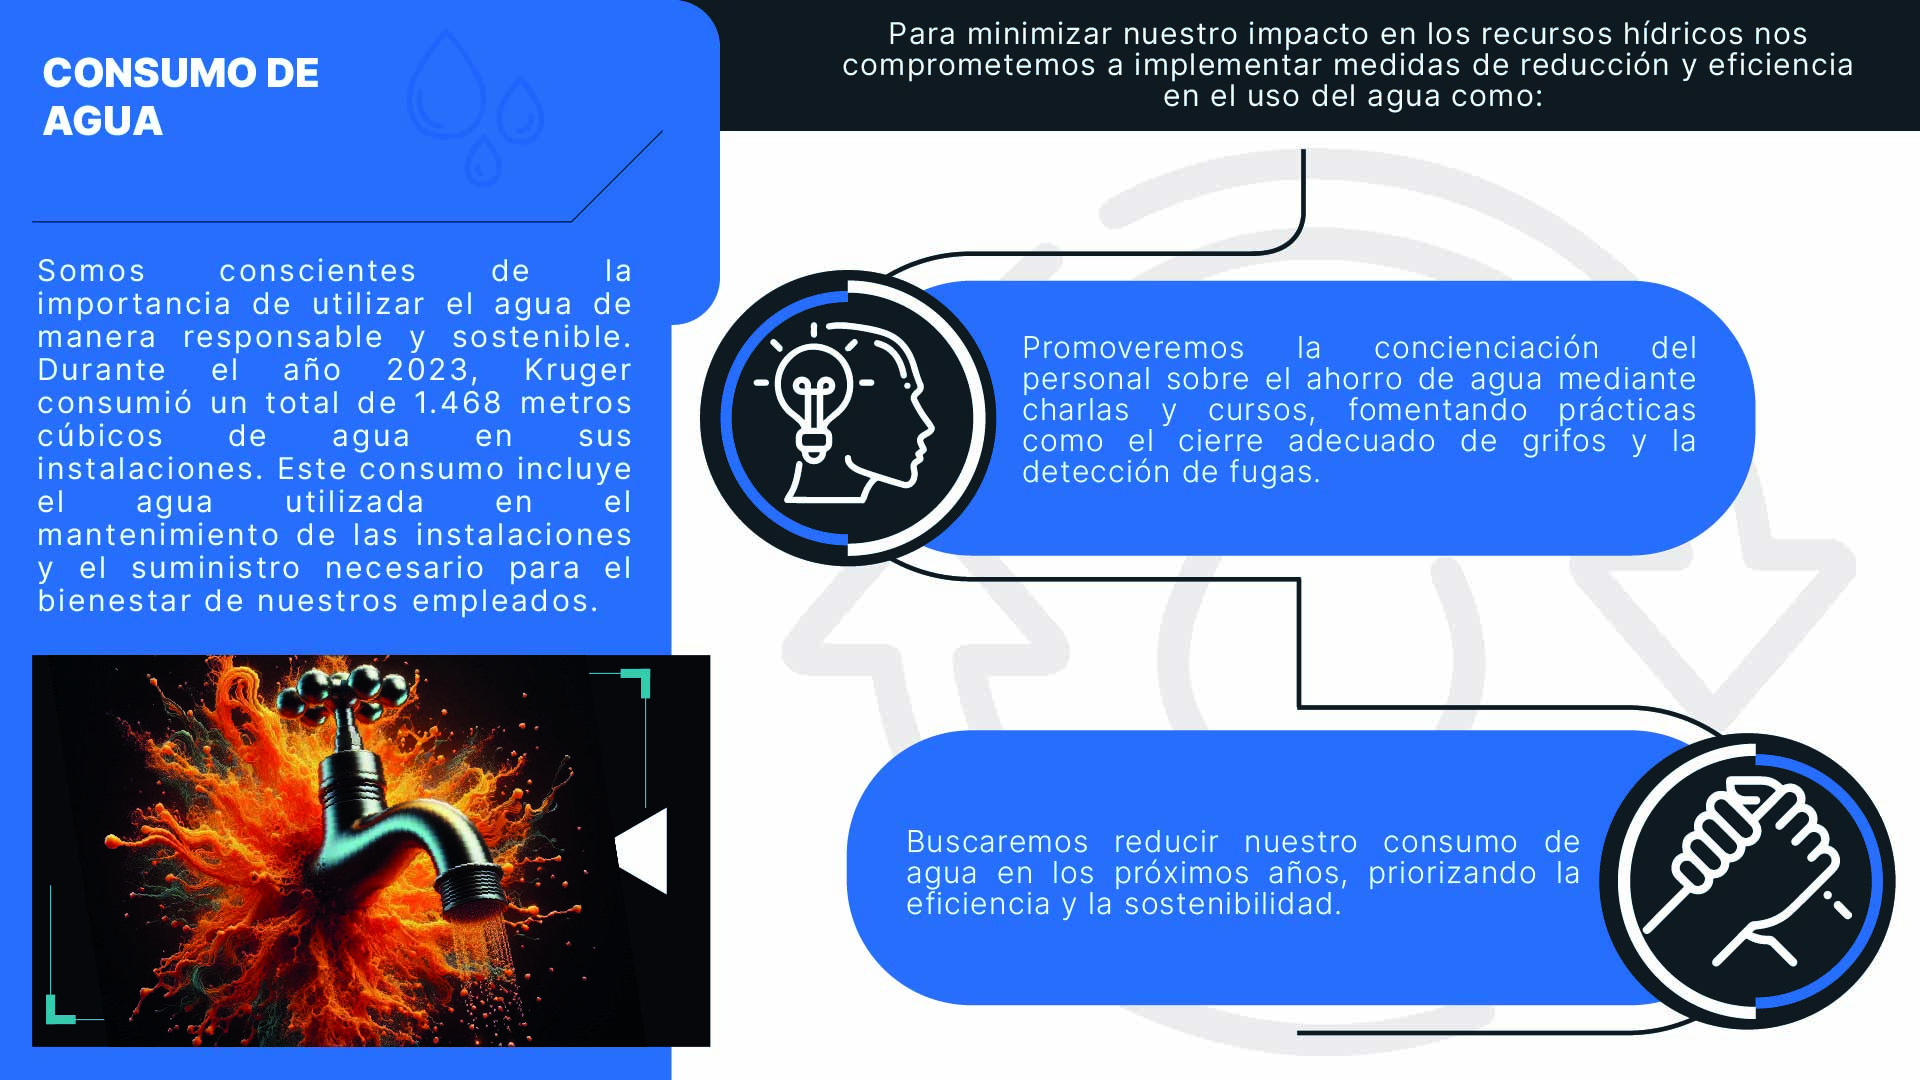 CONSUMO DE
AGUA
Somos conscientes de la
importancia de utilizar el agua de
manera responsable y sostenible.
Durante el año 2023, Kruger
consumió un total de 1.468 metros
cúbicos de agua en sus
instalaciones. Este consumo incluye
el agua utilizada en el
mantenimiento de las instalaciones
y el suministro necesario para el
bienestar de nuestros empleados.
Para minimizar nuestro impacto en los recursos hídricos nos
comprometemos a implementar medidas de reducción y eficiencia
en el uso del agua como:
Promoveremos la concienciación del
personal sobre el ahorro de agua mediante
charlas y cursos, fomentando prácticas
como el cierre adecuado de grifos y la
detección de fugas.
Buscaremos reducir nuestro consumo de
agua en los próximos años, priorizando la
eficiencia y la sostenibilidad.